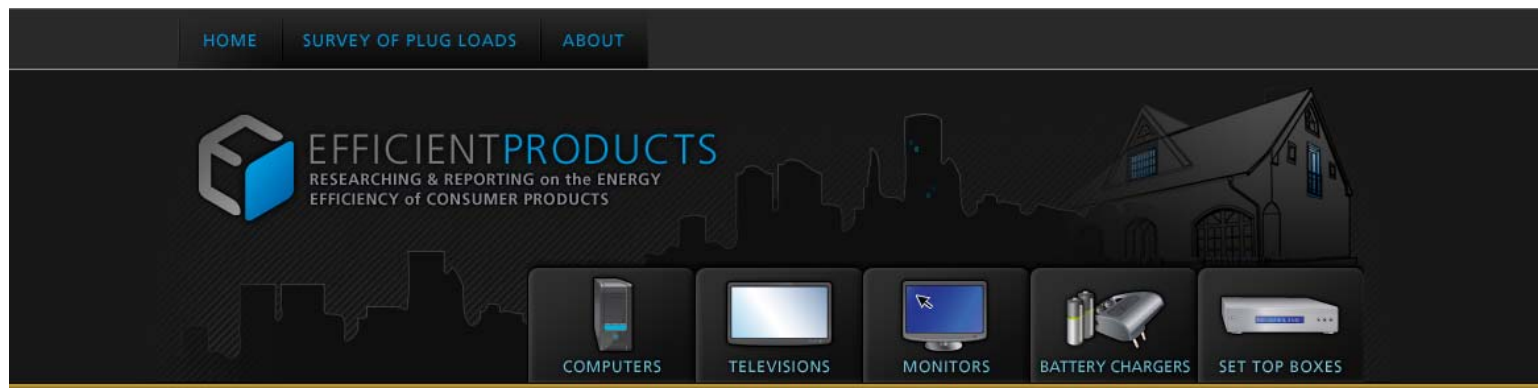 HOME SURVEY OF PLUG LOADS ABOUT
EFFICIENTPRODUCTS
RESEARCHING & REPORTING on the ENERGY
EFFICIENCY of CONSUMER PRODUCTS
COMPUTERS TELEVISIONS MONITORS BATTERY CHARGERS SET TOP BOXES